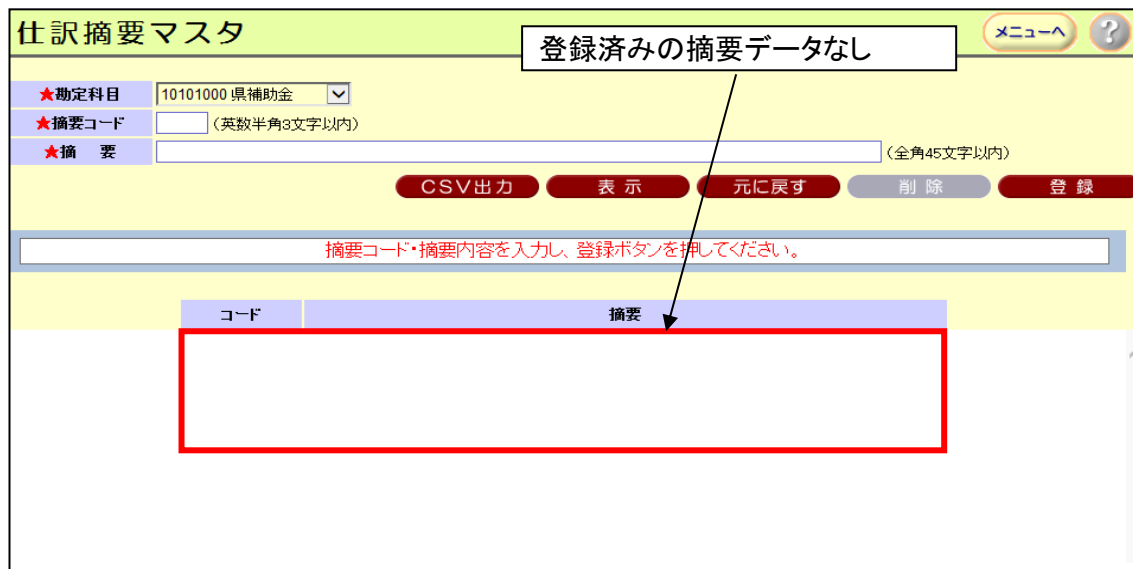 仕訳摘要マスタ
登録済みの摘要データなし
メニューへ
?
★勘定科目
10101000 県補助金
★摘要コード
(英数半角3文字以内)
★摘　要
(全角45文字以内)
CSV出力
表示
元に戻す
削除
登録
摘要コード・摘要内容を入力し、登録ボタンを押してください。
コード
摘要